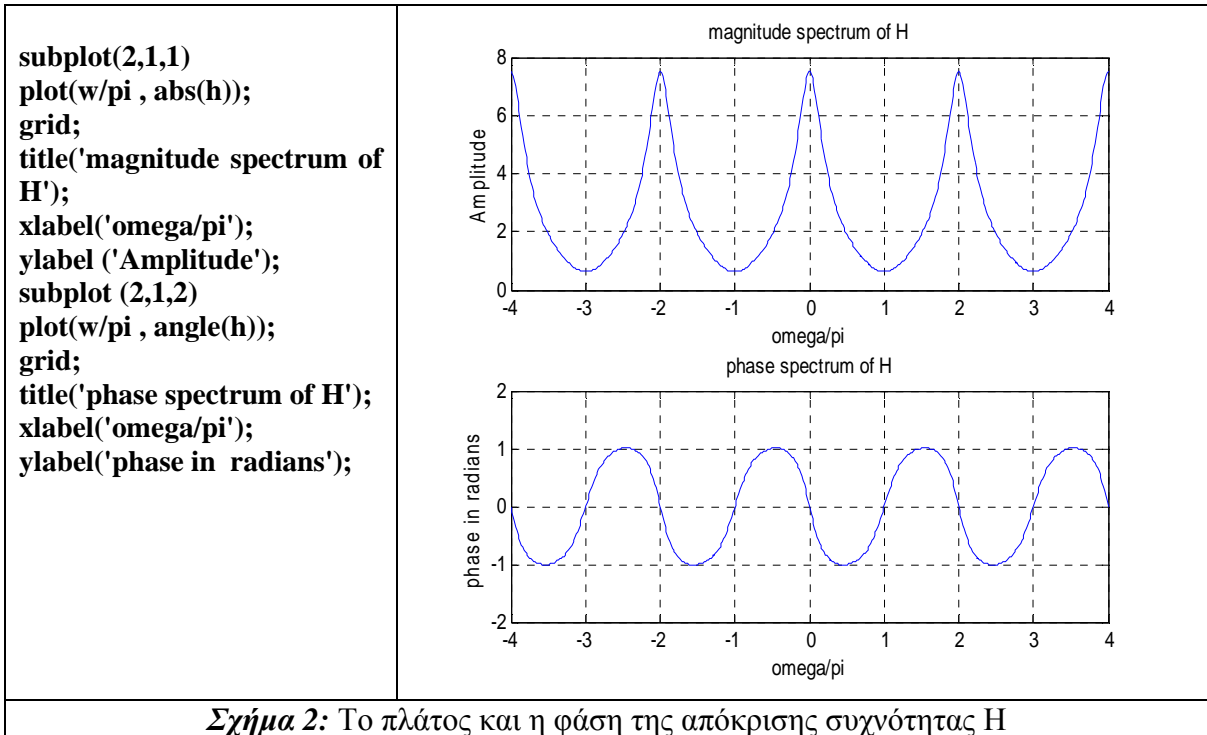 subplot(2,1,1)
plot(w/pi , abs(h));
grid;
title('magnitude spectrum of
H');
xlabel('omega/pi');
ylabel ('Amplitude');
subplot (2,1,2)
plot(w/pi , angle(h));
grid;
title('phase spectrum of H');
xlabel('omega/pi');
ylabel('phase in  radians');
magnitude spectrum of H
8
6
4
2
0
Amplitude
-4 -3 -2 -1 0 1 2 3 4
omega/pi
phase spectrum of H
2
1
0
-1
-2
phase in radians
-4 -3 -2 -1 0 1 2 3 4
omega/pi
Σχήμα 2: Το πλάτος και η φάση της απόκρισης συχνότητας Η